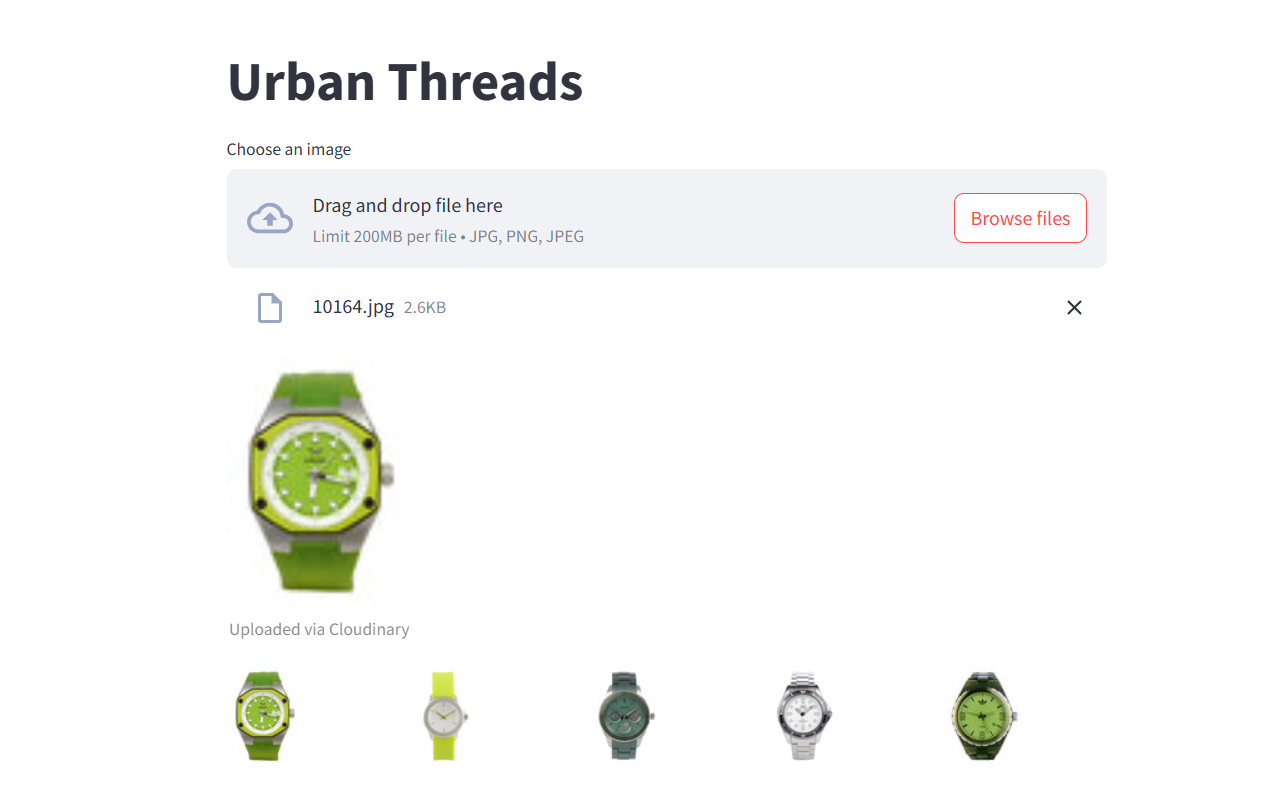 Urban Threads
Choose an image
Drag and drop file here
Limit 200MB per file • JPG, PNG, JPEG
Browse files
10164.jpg 2.6KB
Uploaded via Cloudinary